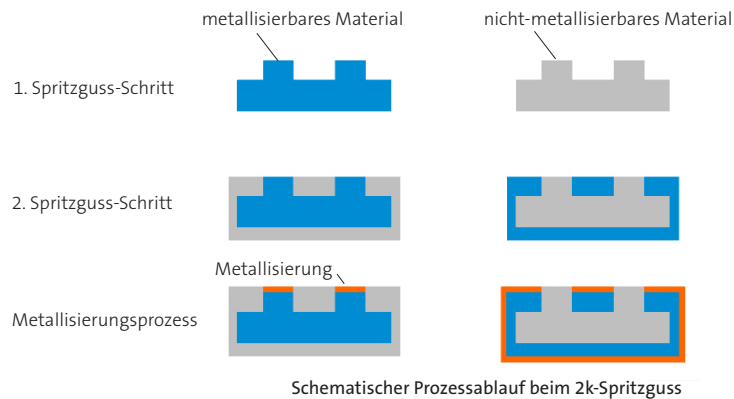 metallisierbares Material
nicht-metallisierbares Material
1. Spritzguss-Schritt
2. Spritzguss-Schritt
Metallisierung
Metallisierungsprozess
Schematischer Prozessablauf beim 2k-Spritzguss